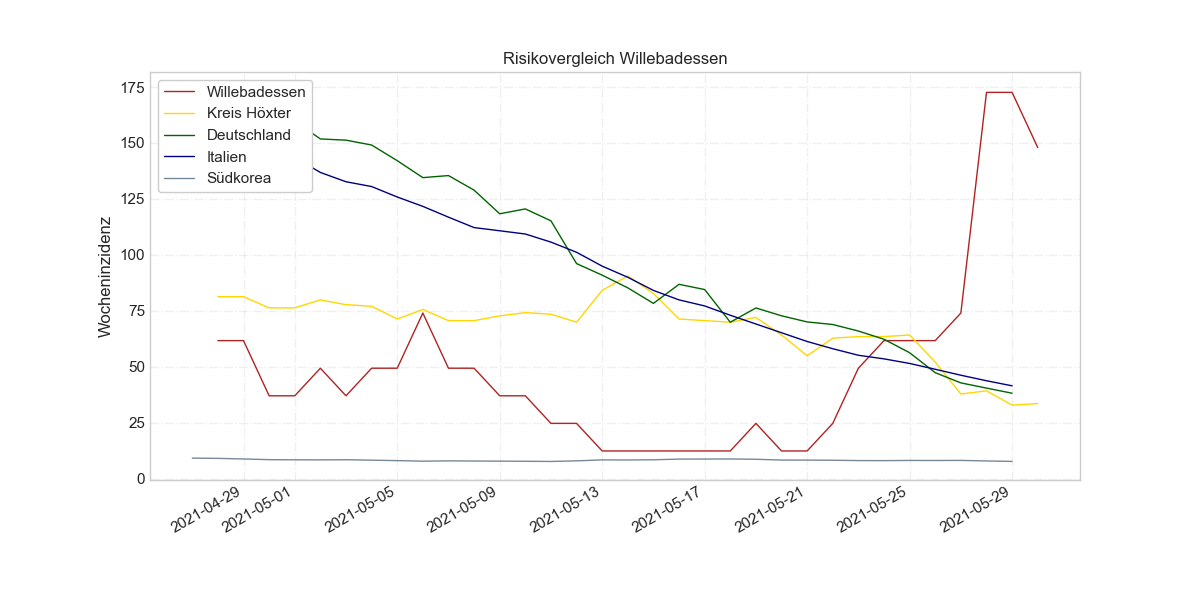 Risikovergleich Willebadessen
Wocheninzidenz
175
150
125
100
75
50
25
0
Willebadessen
Kreis Höxter
Deutschland
Italien
Südkorea
2021-04-29
2021-05-01
2021-05-05
2021-05-09
2021-05-13
2021-05-17
2021-05-21
2021-05-25
2021-05-29